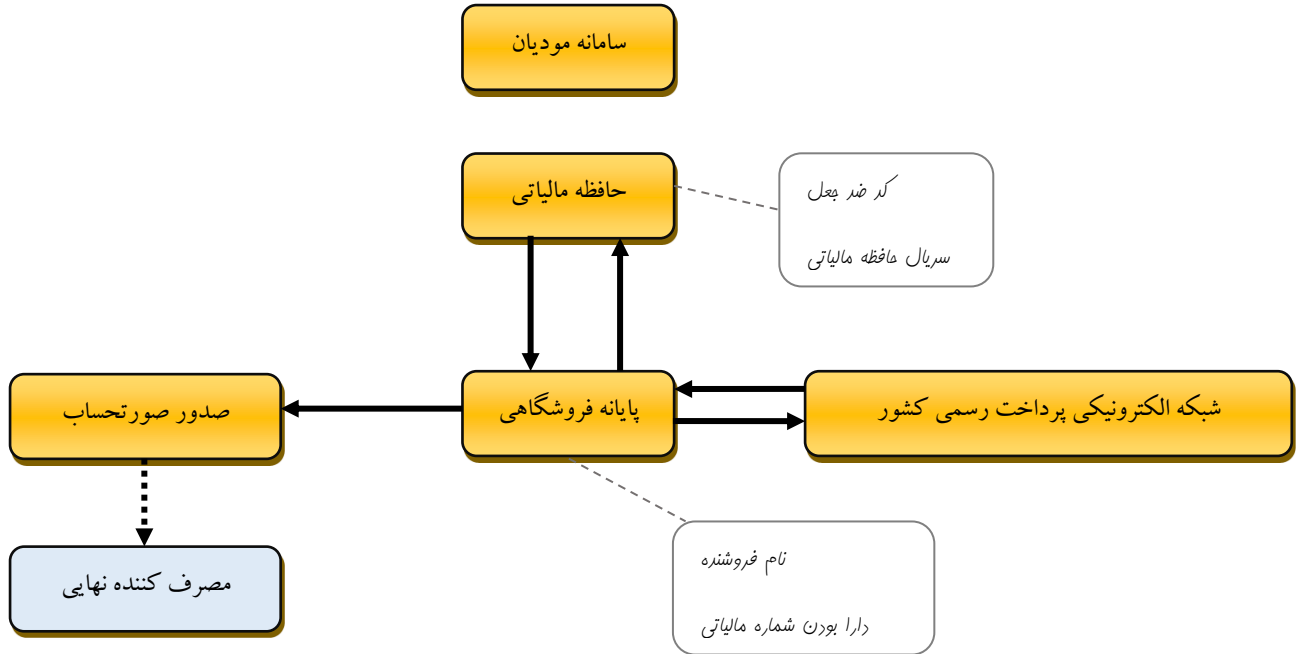 سامانه مودیان
حافظه مالیاتی
کد ضد جعل
سریال حافظه مالیاتی
شبکه الکترونیکی پرداخت رسمی کشور
پایانه فروشگاهی
صدور صورتحساب
نام فروشنده
دارا بودن شماره مالیاتی
مصرف کننده نهایی